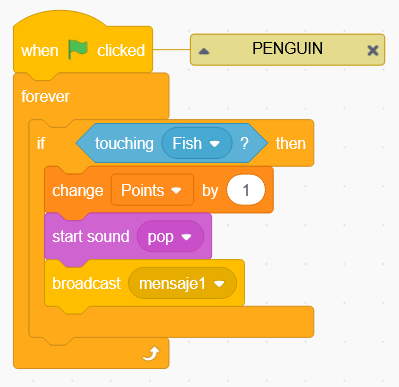 when clicked PENGUIN
forever
if touching Fish ? then
change Points by 1
start sound pop
broadcast mensaje1